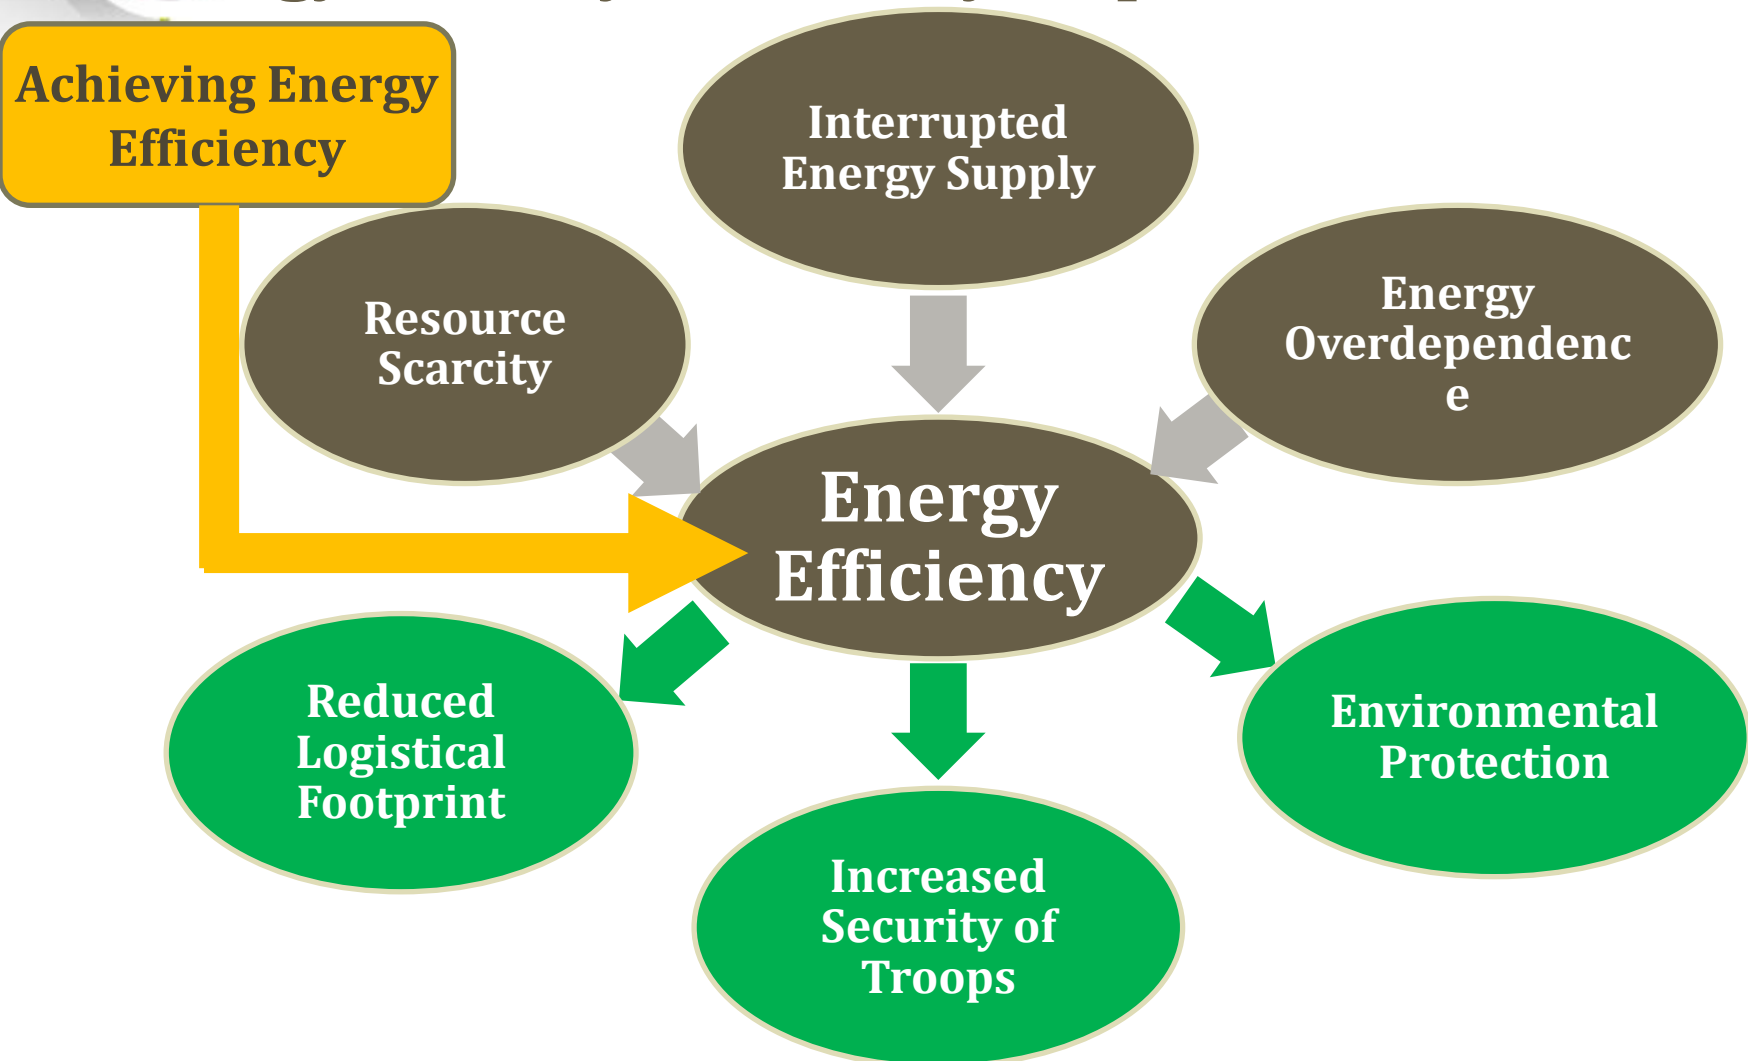 Achieving Energy
Efficiency
Interrupted
Energy Supply
Resource
Scarcity
Energy
Overdependenc
e
Energy
Efficiency
Reduced
Logistical
Footprint
Increased
Security of
Troops
Environmental
Protection